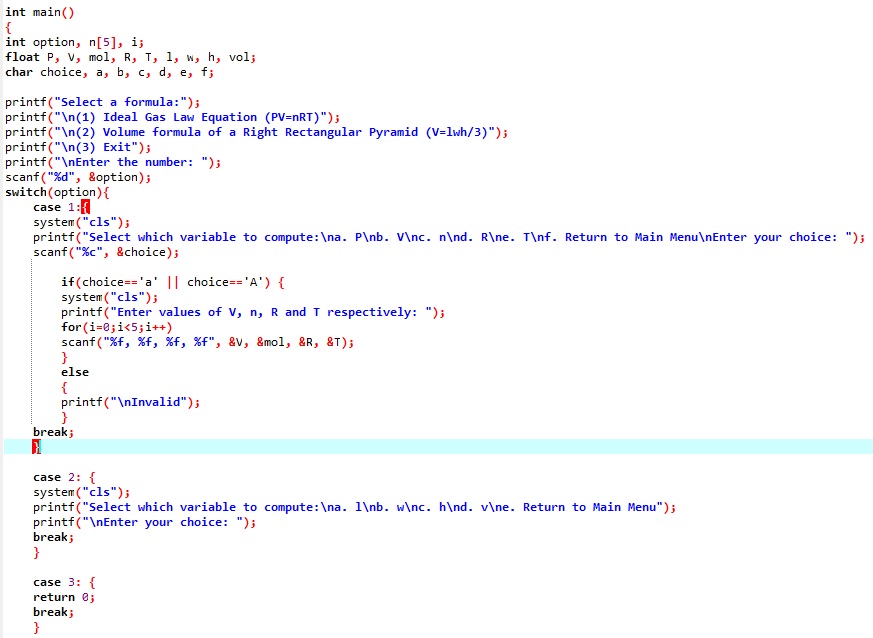 int main()
{
int option, n[5], i;
float P, V, mol, R, T, l, w, h, vol;
char choice, a, b, c, d, e, f;
printf("Select a formula:");
printf("\n(1) Ideal Gas Law Equation (PV=nRT)");
printf("\n(2) Volume formula of a Right Rectangular Pyramid (V=lwh/3)");
printf("\n(3) Exit");
printf("\nEnter the number: ");
scanf("%d", &option);
switch(option){
case 1:{
system("cls");
printf("Select which variable to compute:\na. P\nb. V\nc. n\nd. R\ne. T\nf. Return to Main Menu\nEnter your choice: ");
scanf("%c", &choice);
if(choice=='a' || choice=='A') {
system("cls");
printf("Enter values of V, n, R and T respectively: ");
for(i=0;i<5;i++)
scanf("%f, %f, %f, %f", &V, &mol, &R, &T);
}
else
{
printf("\nInvalid");
}
break;
}
case 2: {
system("cls");
printf("Select which variable to compute:\na. l\nb. w\nc. h\nd. v\ne. Return to Main Menu");
printf("\nEnter your choice: ");
break;
}
case 3: {
return 0;
break;
}